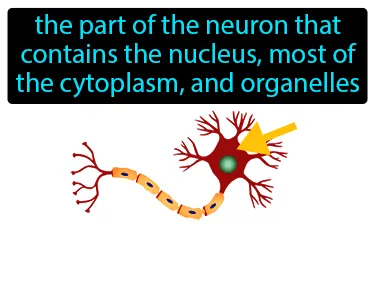 the part of the neuron that
contains the nucleus, most of
the cytoplasm, and organelles